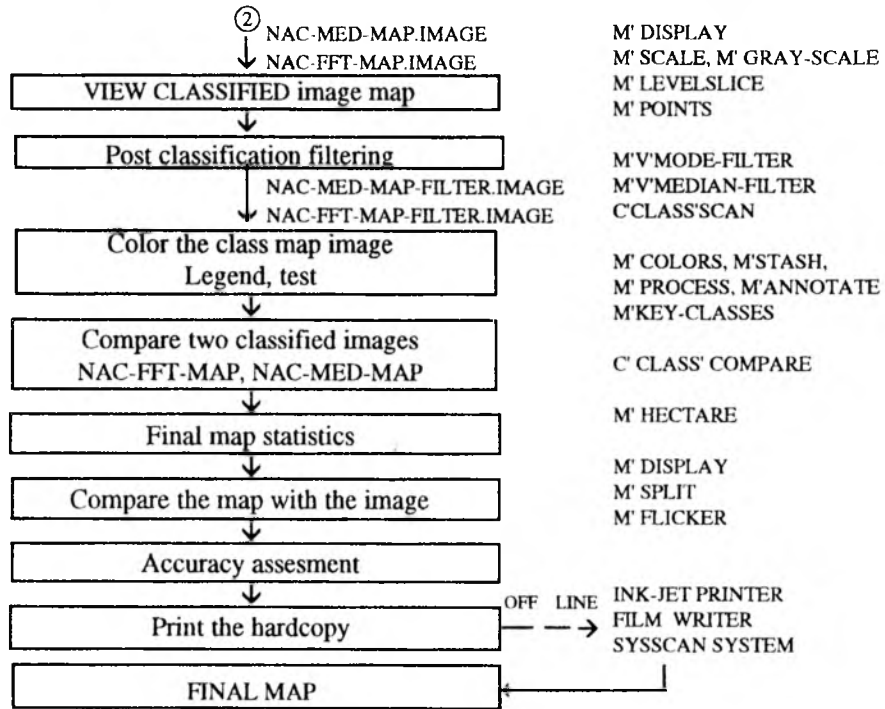 2
NAC-MED-MAP.IMAGE
NAC-FFT-MAP.IMAGE
M' DISPLAY
M' SCALE, M' GRAY-SCALE
VIEW CLASSIFIED image map
M' LEVELSLICE
M' POINTS
Post classification filtering
M'V'MODE-FILTER
NAC-MED-MAP-FILTER.IMAGE
M'V'MEDIAN-FILTER
NAC-FFT-MAP-FILTER.IMAGE
C'CLASS'SCAN
Color the class map image
Legend, test
M' COLORS, M'STASH,
M' PROCESS, M'ANNOTATE
M'KEY-CLASSES
Compare two classified images
NAC-FFT-MAP, NAC-MED-MAP
C' CLASS' COMPARE
Final map statistics
M' HECTARE
Compare the map with the image
M' DISPLAY
M' SPLIT
M' FLICKER
Accuracy assesment
Print the hardcopy
OFF LINE
INK-JET PRINTER
FILM WRITER
SYSSCAN SYSTEM
FINAL MAP